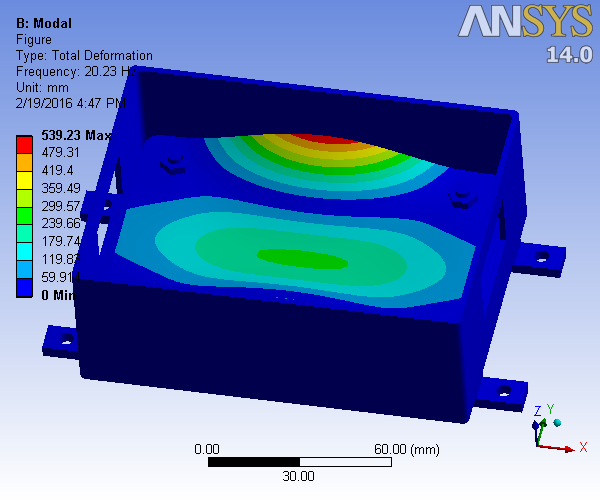 B: Modal
Figure
Type: Total Deformation
Frequency: 20.23 Hz
Unit: mm
2/19/2016 4:47 PM
ANSYS
14.0
539.23 Max
479.31
419.4
359.49
299.57
239.66
179.74
119.83
59.914
0 Min
0.00
60.00 (mm)
30.00
Z
Y
X